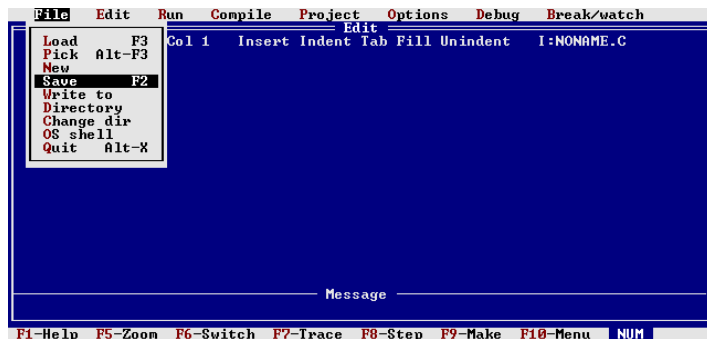 File Edit Run Compile Project Options Debug Break/watch
Edit
Col 1 Insert Indent Tab Fill Unindent I:NONAME.C
Load F3
Pick Alt-F3
New
Save F2
Write to
Directory
Change dir
OS shell
Quit Alt-X
Message
F1-Help F5-Zoom F6-Switch F7-Trace F8-Step F9-Make F10-Menu NUM